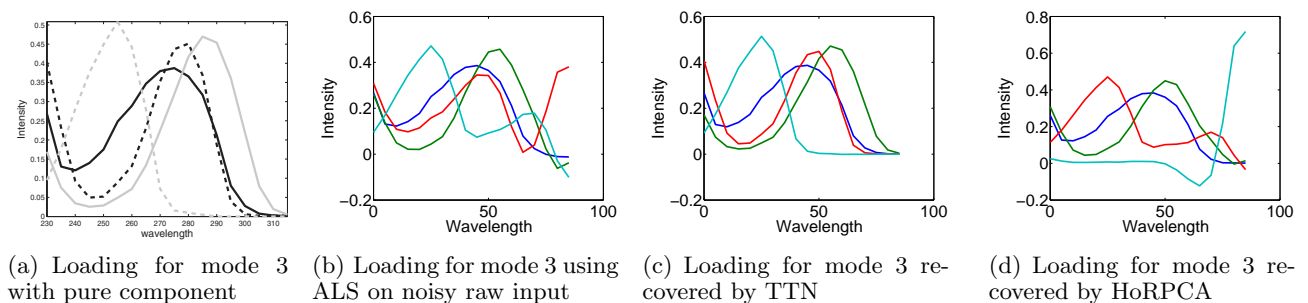 0.5
0.45
0.4
0.35
0.3
0.25
0.2
0.15
0.1
0.05
0
Intensity
230 240 250 260 270 280 290 300 310
wavelength
0.6
0.4
0.2
0
−0.2
Intensity
0 50 100
Wavelength
0.6
0.4
0.2
0
−0.2
Intensity
0 50 100
Wavelength
0.8
0.6
0.4
0.2
0
−0.2
Intensity
0 50 100
Wavelength
(a) Loading for mode 3
with pure component
(b) Loading for mode 3 using
ALS on noisy raw input
(c) Loading for mode 3 re-
covered by TTN
(d) Loading for mode 3 re-
covered by HoRPCA